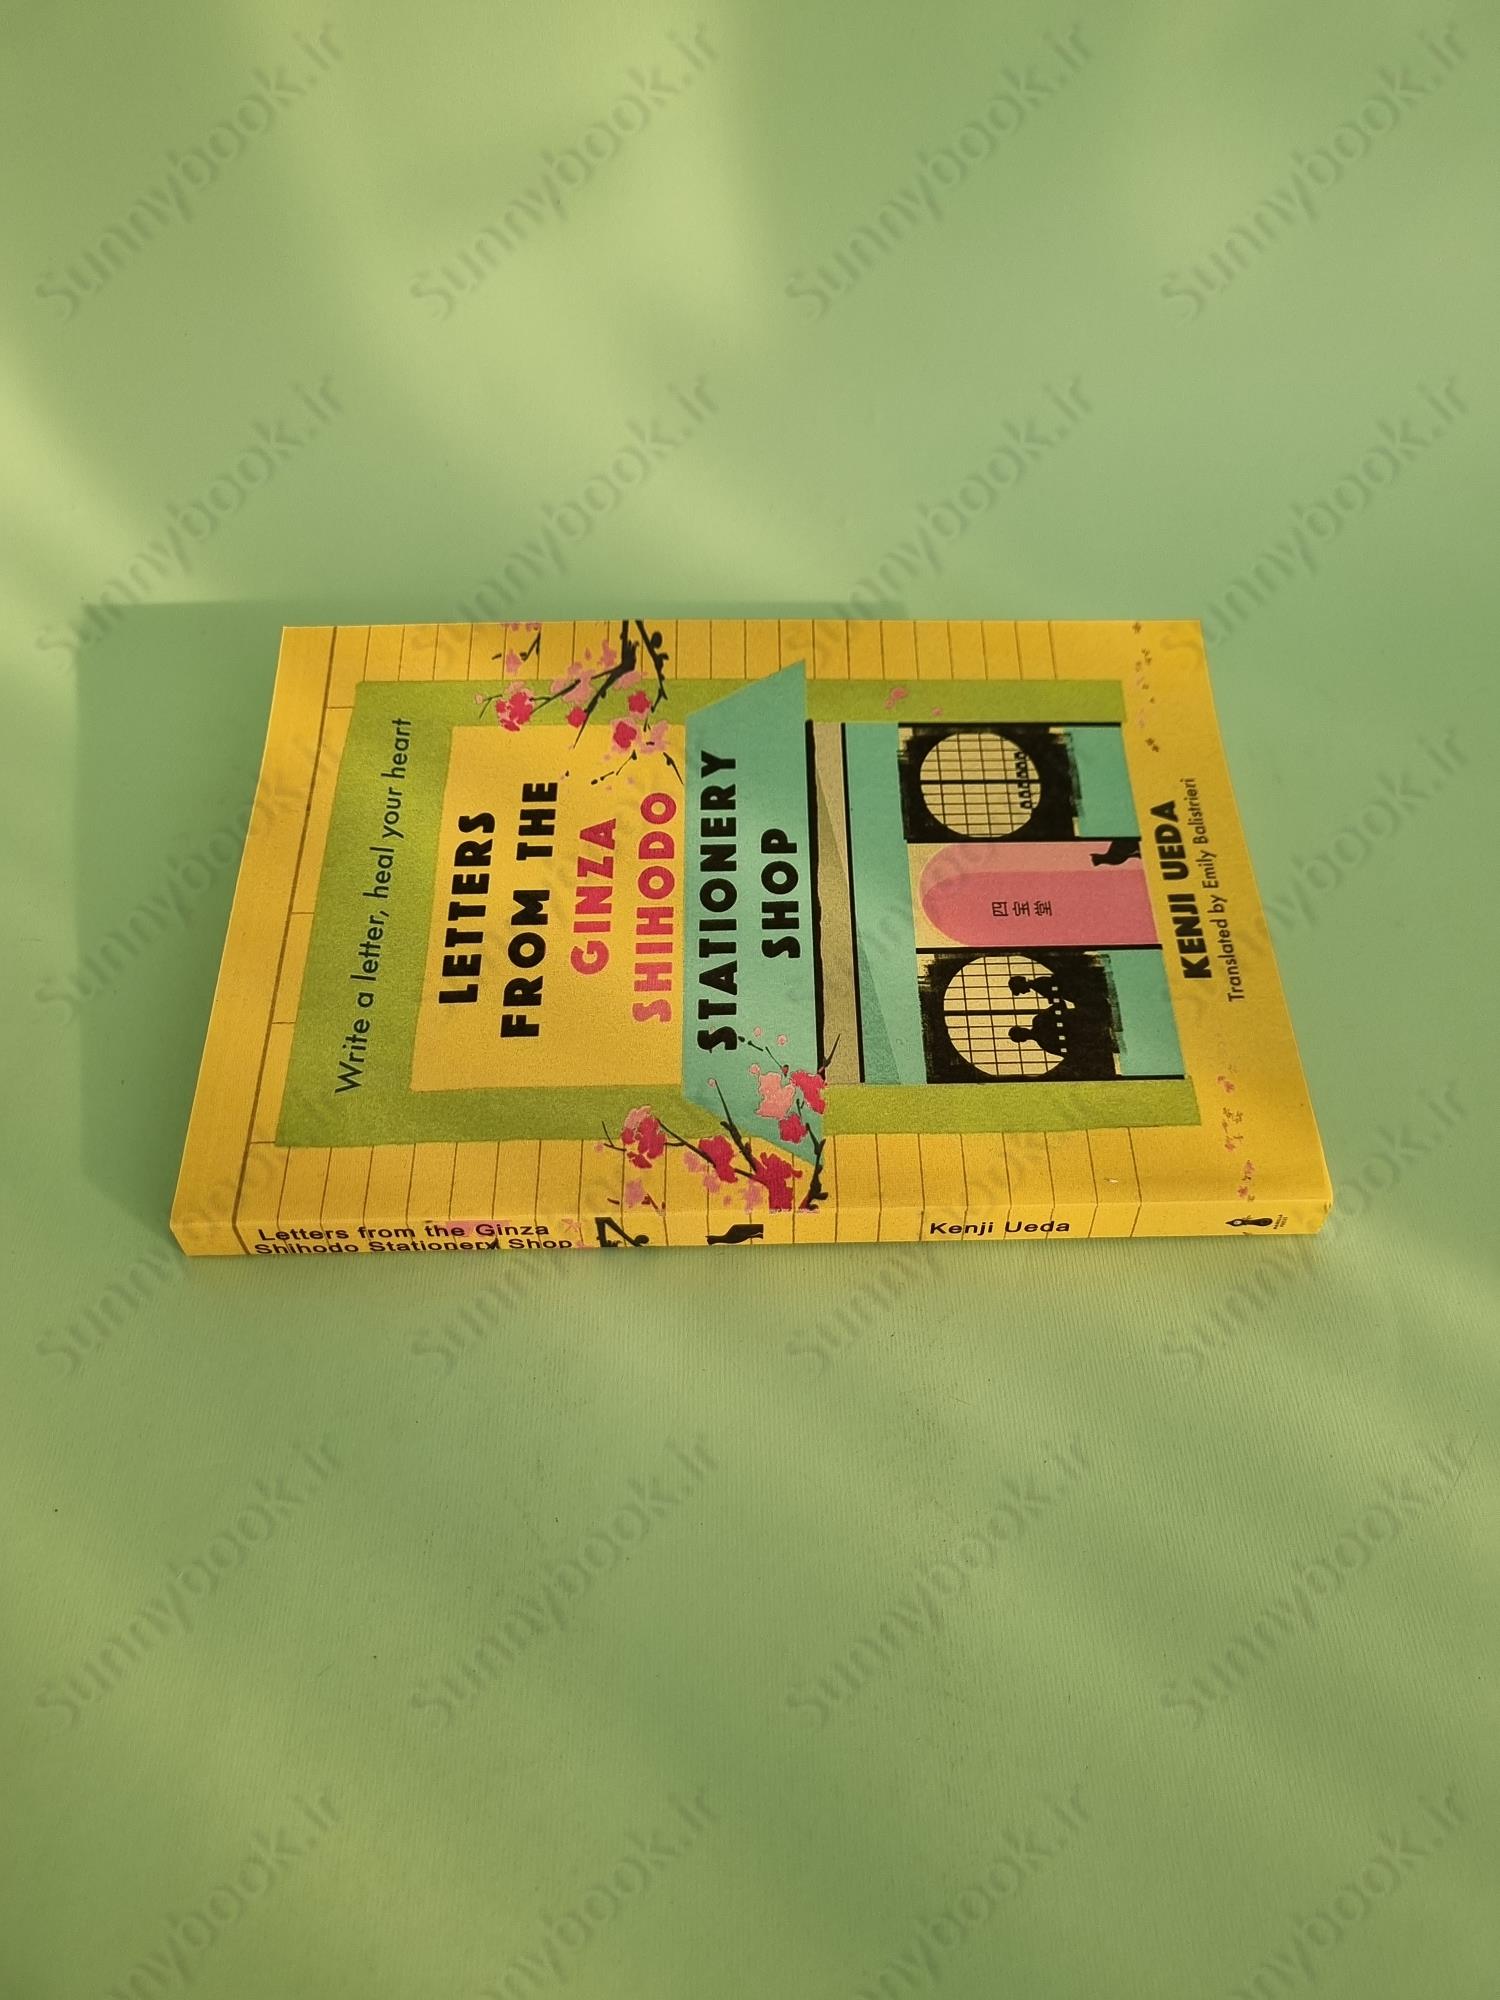 Write a letter, heal your heart
LETTERS
FROM THE
GINZA
SHIHODO
STATIONERY
SHOP
四宝堂
KENJI UEDA
Translated by Emily Balistrieri
Letters from the Ginza
Shihodo Stationery Shop
Kenji Ueda
Sunnybook.ir